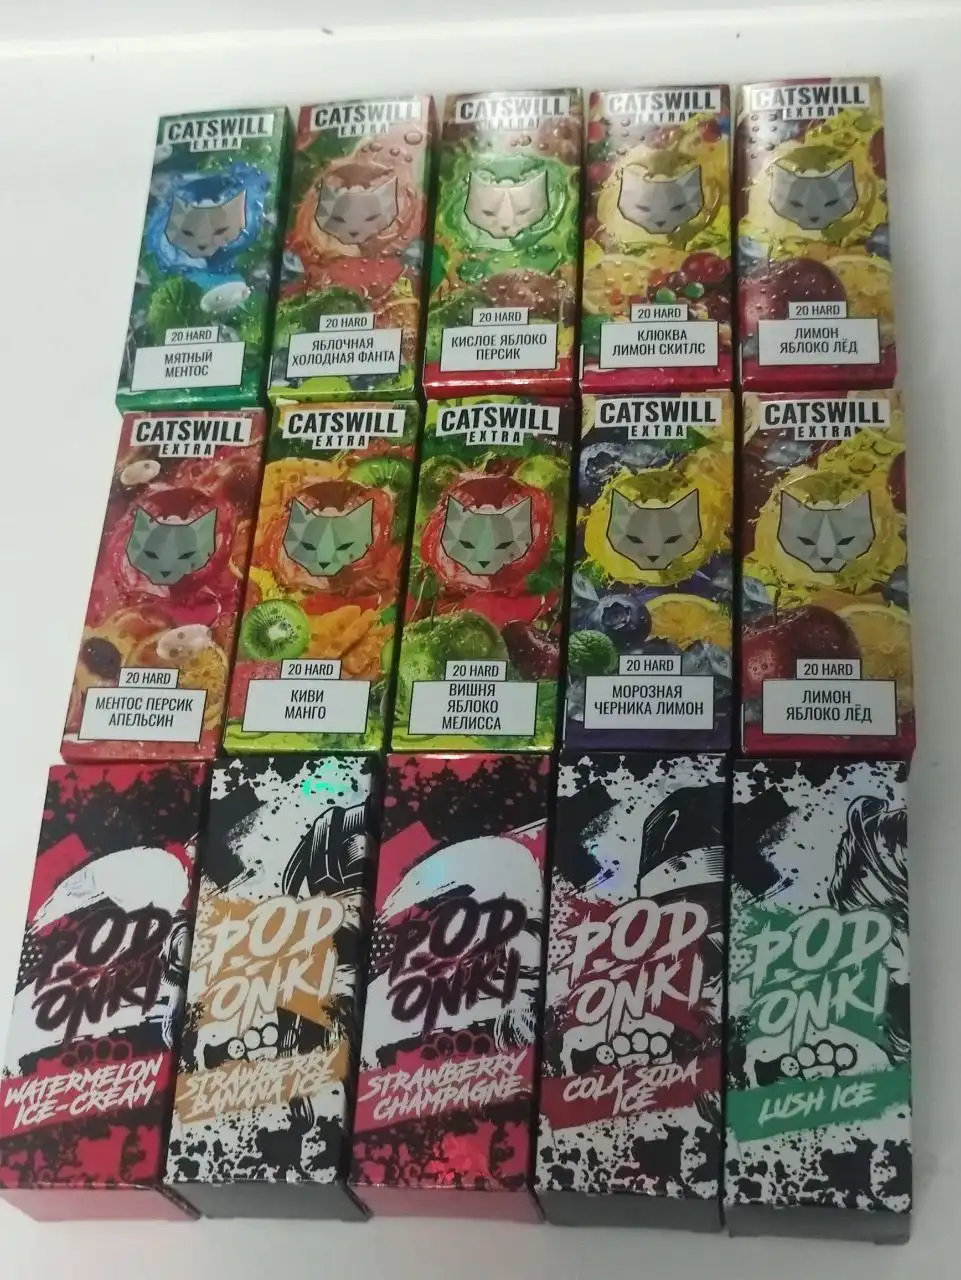 CATSWILL
EXTRA
20 HARD
МЯТНЫЙ
МЕНТОС
CATSWILL
EXTRA
20 HARD
ЯБЛОЧНАЯ
ХОЛОДНАЯ ФАНТА
CATSWILL
EXTRA
20 HARD
КИСЛОЕ ЯБЛОКО
ПЕРСИК
CATSWILL
EXTRA
20 HARD
КЛЮКВА
ЛИМОН СКИТЛС
CATSWILL
EXTRA
20 HARD
ЛИМОН
ЯБЛОКО ЛЁД
CATSWILL
EXTRA
20 HARD
МЕНТОС ПЕРСИК
АПЕЛЬСИН
CATSWILL
EXTRA
20 HARD
КИВИ
МАНГО
CATSWILL
EXTRA
20 HARD
ВИШНЯ
ЯБЛОКО
МЕЛИССА
CATSWILL
EXTRA
20 HARD
МОРОЗНАЯ
ЧЕРНИКА ЛИМОН
CATSWILL
EXTRA
20 HARD
ЛИМОН
ЯБЛОКО ЛЁД
POD
ONKI
WATERMELON
ICE-CREAM
POD
ONKI
STRAWBERRY
BANANA ICE
POD
ONKI
STRAWBERRY
CHAMPAGNE
POD
ONKI
COLA SODA
ICE
POD
ONKI
LUSH ICE